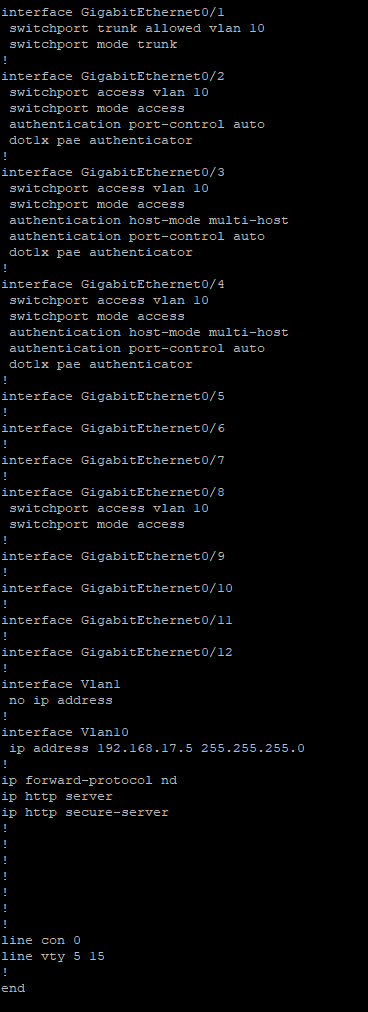 interface GigabitEthernet0/1
 switchport trunk allowed vlan 10
 switchport mode trunk
!
interface GigabitEthernet0/2
 switchport access vlan 10
 switchport mode access
 authentication port-control auto
 dot1x pae authenticator
!
interface GigabitEthernet0/3
 switchport access vlan 10
 switchport mode access
 authentication host-mode multi-host
 authentication port-control auto
 dot1x pae authenticator
!
interface GigabitEthernet0/4
 switchport access vlan 10
 switchport mode access
 authentication host-mode multi-host
 authentication port-control auto
 dot1x pae authenticator
!
interface GigabitEthernet0/5
!
interface GigabitEthernet0/6
!
interface GigabitEthernet0/7
!
interface GigabitEthernet0/8
 switchport access vlan 10
 switchport mode access
!
interface GigabitEthernet0/9
!
interface GigabitEthernet0/10
!
interface GigabitEthernet0/11
!
interface GigabitEthernet0/12
!
interface Vlan1
 no ip address
!
interface Vlan10
 ip address 192.168.17.5 255.255.255.0
!
ip forward-protocol nd
ip http server
ip http secure-server
!
!
!
!
!
!
!
line con 0
line vty 5 15
!
end